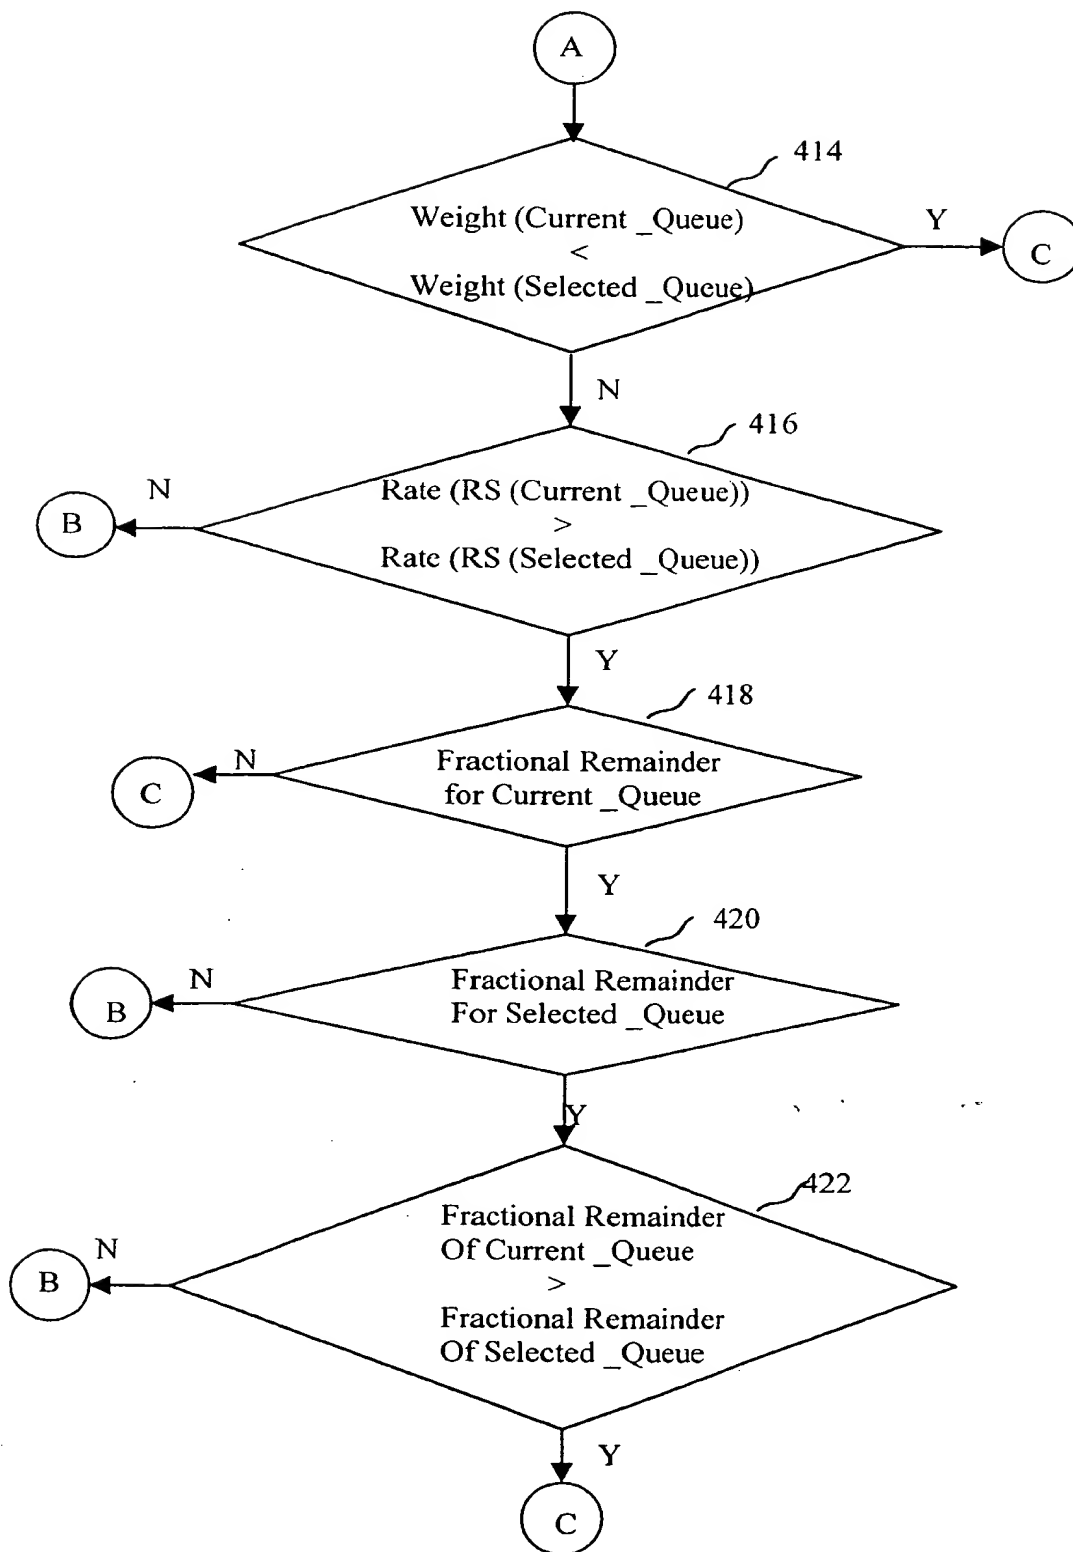 A
414
Weight (Current _Queue)
<
Weight (Selected _Queue)
Y
C
N
416
Rate (RS (Current _Queue))
>
Rate (RS (Selected _Queue))
N
B
Y
418
Fractional Remainder
for Current _Queue
N
C
Y
420
Fractional Remainder
For Selected _Queue
N
B
Y
422
Fractional Remainder
Of Current _Queue
>
Fractional Remainder
Of Selected _Queue
N
B
Y
C